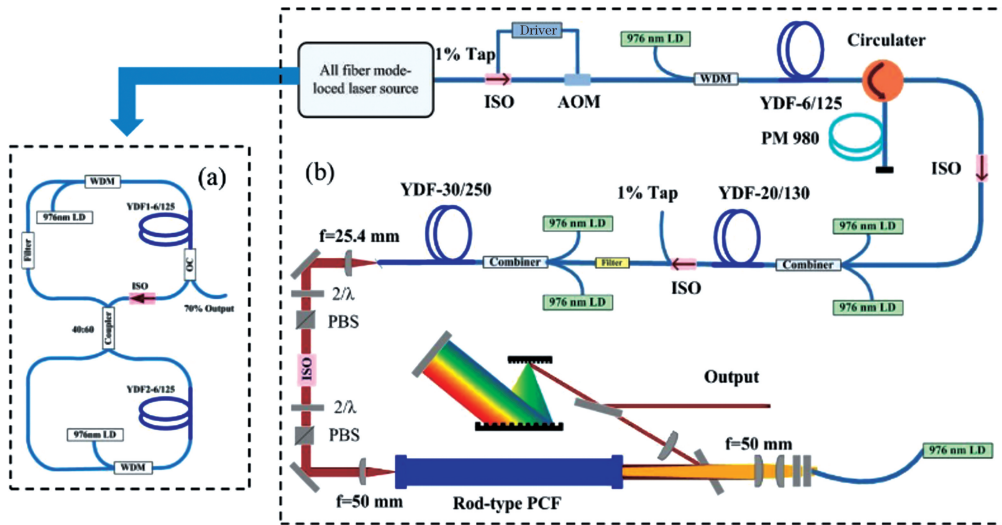 Driver
976 nm LD
Circulater
1% Tap
All fiber mode-
loced laser source
WDM
ISO
AOM
YDF-6/125
PM 980
ISO
(a)
WDM
976nm LD
YDF1-6/125
Filter
OC
ISO
70% Output
40:60
Coupler
YDF2-6/125
976nm LD
WDM
(b)
YDF-30/250
1% Tap
YDF-20/130
976 nm LD
976 nm LD
f=25.4 mm
Combiner
Filter
Combiner
ISO
976 nm LD
976 nm LD
2/λ
PBS
ISO
2/λ
PBS
Output
f=50 mm
976 nm LD
f=50 mm
Rod-type PCF